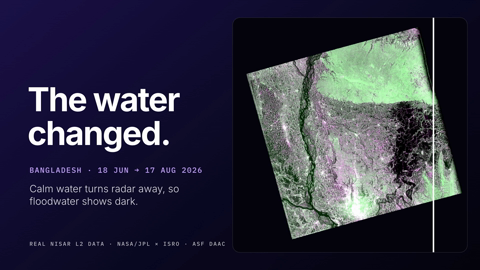 The water
changed.
BANGLADESH · 18 JUN → 17 AUG 2026
Calm water turns radar away, so
floodwater shows dark.
REAL NISAR L2 DATA · NASA/JPL + ISRO · ASF DAAC